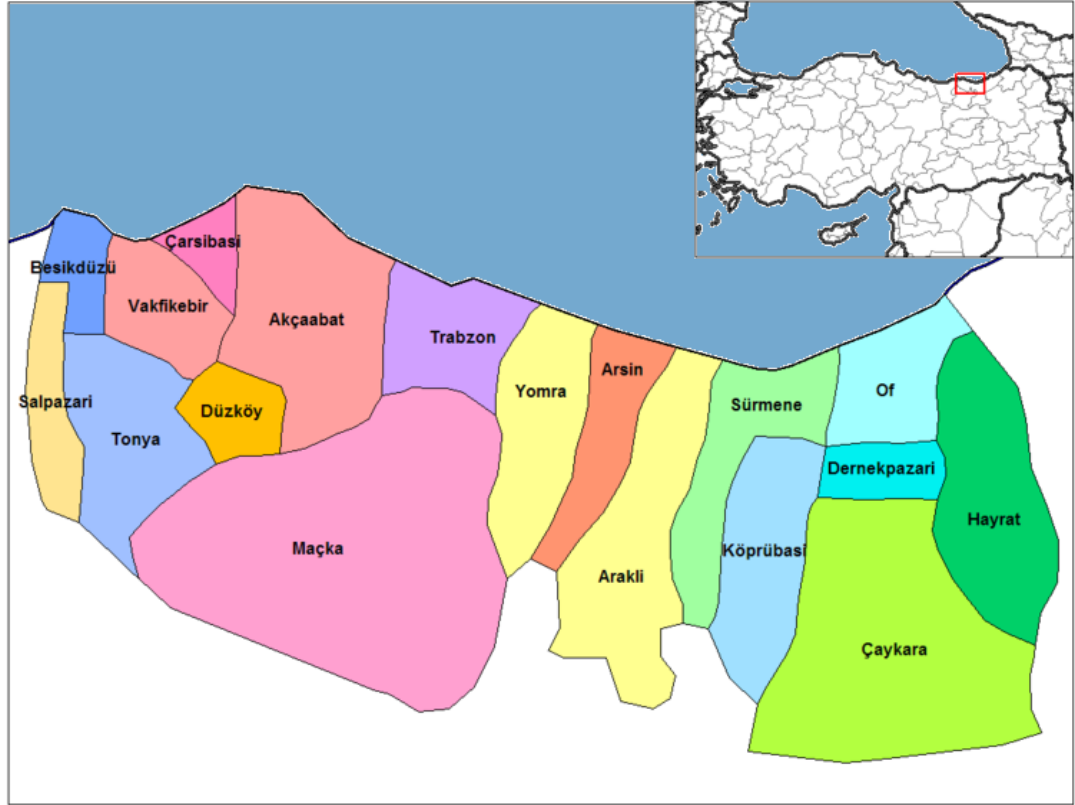 Çarsibasi
Besikdüzü
Vakfikebir
Akçaabat
Trabzon
Arsin
Yomra
Of
Salpazari
Sürmene
Düzköy
Tonya
Dernekpazari
Hayrat
Maçka
Köprübasi
Arakli
Çaykara